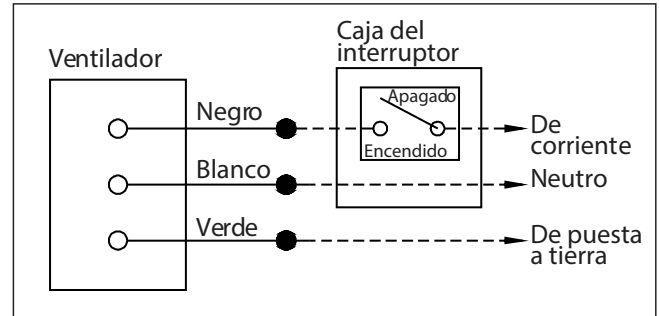 Ventilador
Caja del
interruptor
Negro
Apagado
Encendido
De
corriente
Blanco
Neutro
Verde
De puesta
a tierra